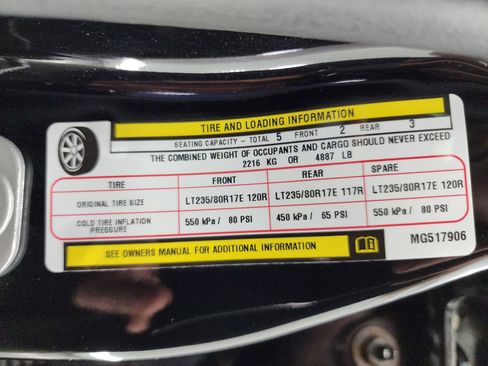 TIRE AND LOADING INFORMATION
SEATING CAPACITY - TOTAL 5 FRONT 2 REAR 3
THE COMBINED WEIGHT OF OCCUPANTS AND CARGO SHOULD NEVER EXCEED
2216 KG OR 4887 LB
TIRE FRONT REAR SPARE
ORIGINAL TIRE SIZE LT235/80R17E 120R LT235/80R17E 117R LT235/80R17E 120R
COLD TIRE INFLATION PRESSURE 550 kPa / 80 PSI 450 kPa / 65 PSI 550 kPa / 80 PSI
SEE OWNERS MANUAL FOR ADDITIONAL INFORMATION
MG517906